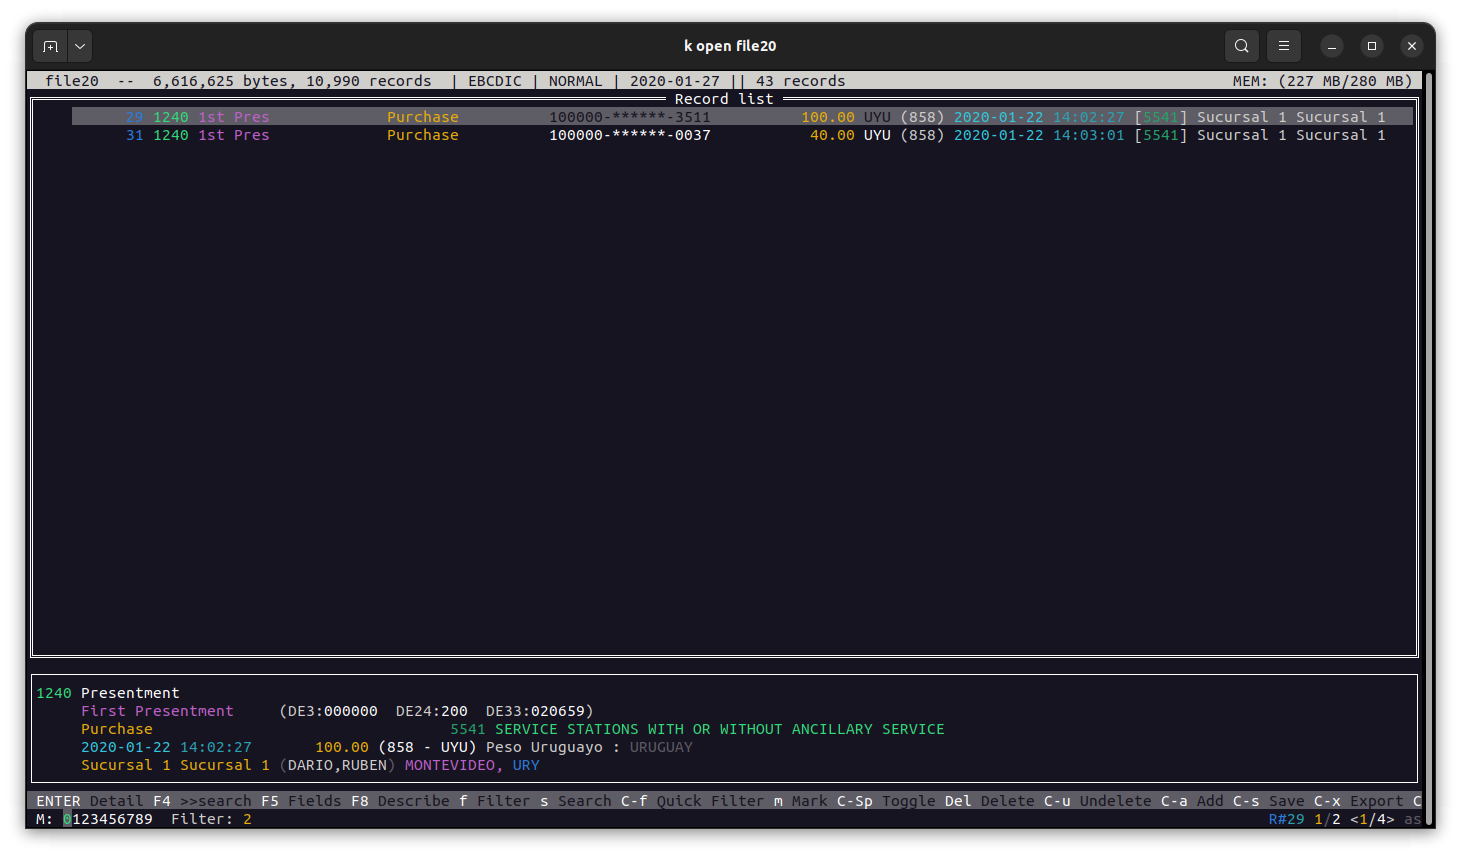 k open file20
file20  --  6,616,625 bytes, 10,990 records  | EBCDIC | NORMAL | 2020-01-27 || 43 records  MEM: (227 MB/280 MB)
Record list
29 1240 1st Pres  Purchase  100000-******-3511  100.00 UYU (858) 2020-01-22 14:02:27 [5541] Sucursal 1 Sucursal 1
31 1240 1st Pres  Purchase  100000-******-0037  40.00 UYU (858) 2020-01-22 14:03:01 [5541] Sucursal 1 Sucursal 1
1240 Presentment
First Presentment  (DE3:000000  DE24:200  DE33:020659)
Purchase  5541 SERVICE STATIONS WITH OR WITHOUT ANCILLARY SERVICE
2020-01-22 14:02:27  100.00 (858 - UYU) Peso Uruguayo : URUGUAY
Sucursal 1 Sucursal 1 (DARIO,RUBEN) MONTEVIDEO, URY
ENTER Detail F4 >>search F5 Fields F8 Describe f Filter s Search C-f Quick Filter m Mark C-Sp Toggle Del Delete C-u Undelete C-a Add C-s Save C-x Export C
M: 0123456789  Filter: 2  R#29 1/2 <1/4> as